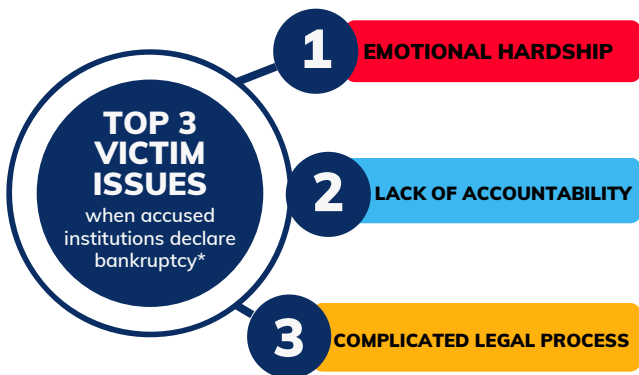 TOP 3
VICTIM
ISSUES
when accused
institutions declare
bankruptcy*
1
EMOTIONAL HARDSHIP
2
LACK OF ACCOUNTABILITY
3
COMPLICATED LEGAL PROCESS